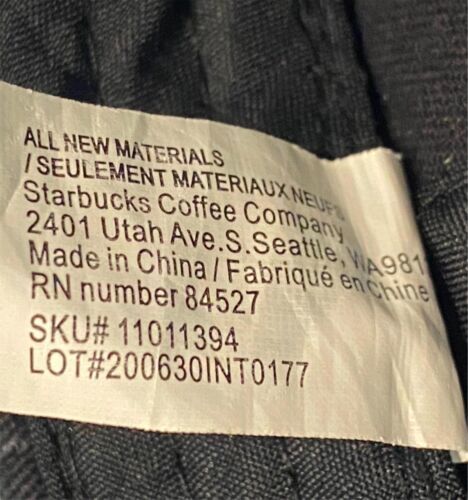 ALL NEW MATERIALS
/ SEULEMENT MATERIAUX NEUFS
Starbucks Coffee Company
2401 Utah Ave.S.Seattle, WA981
Made in China / Fabriqué en Chine
RN number 84527
SKU# 11011394
LOT#200630INT0177